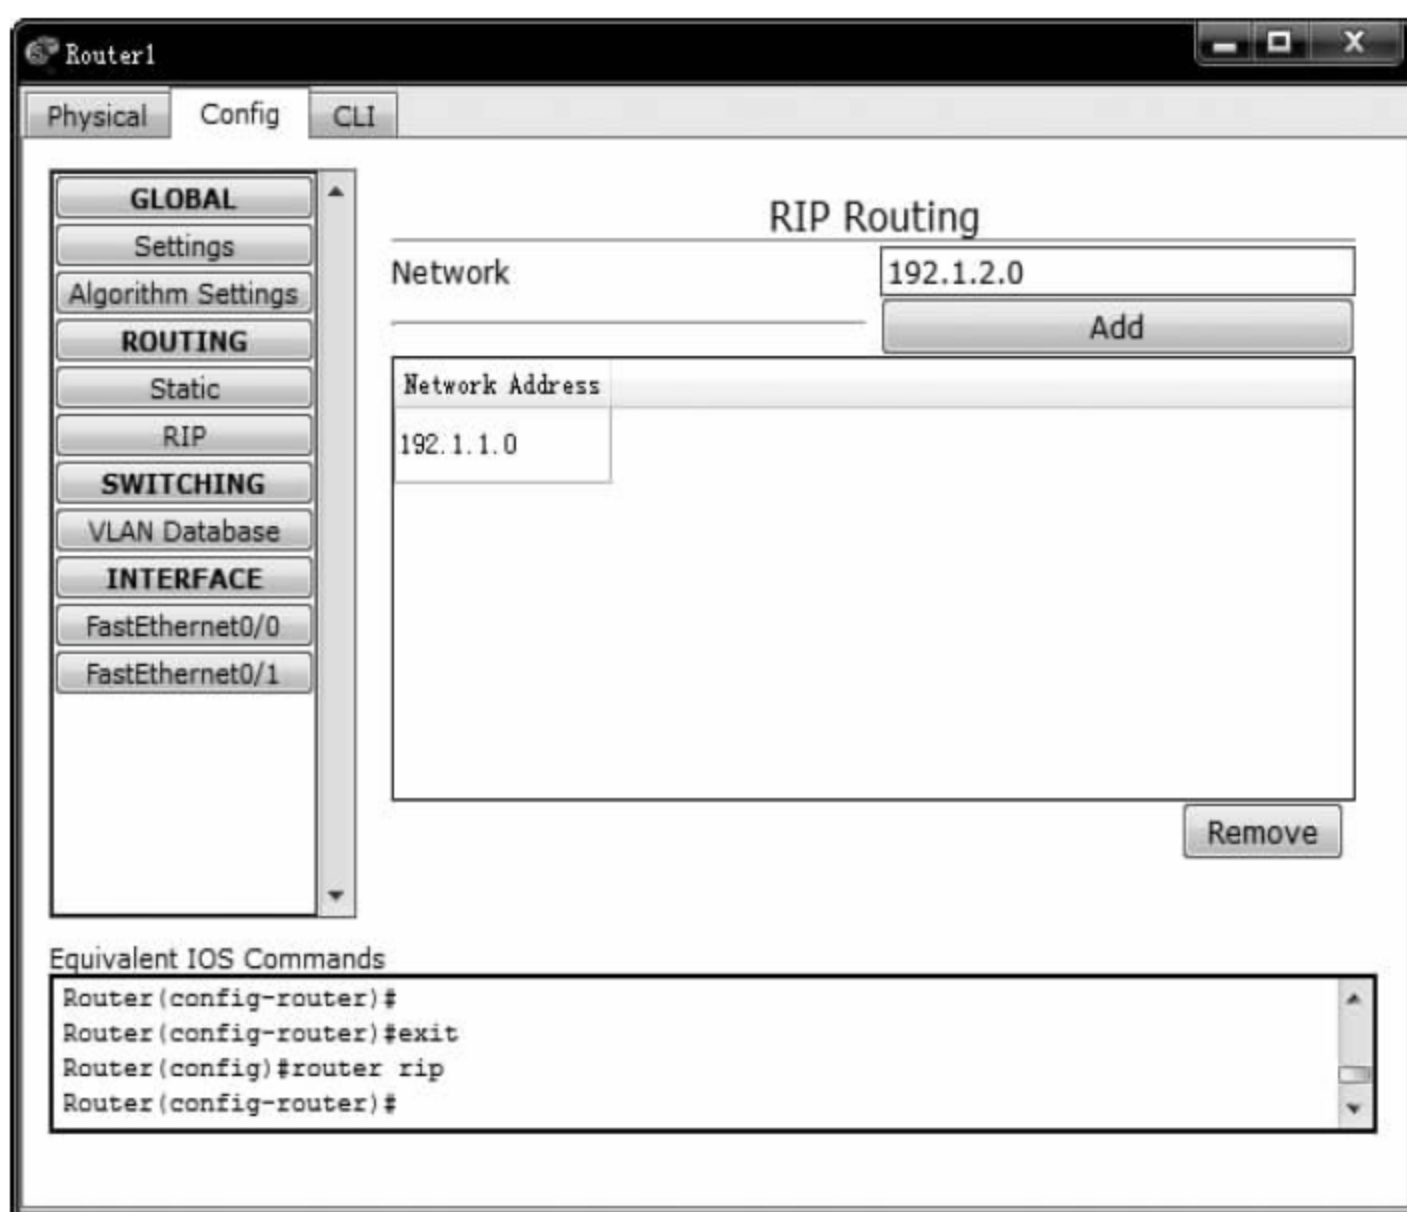 Router1
Physical
Config
CLI
GLOBAL
Settings
Algorithm Settings
ROUTING
Static
RIP
SWITCHING
VLAN Database
INTERFACE
FastEthernet0/0
FastEthernet0/1
RIP Routing
Network
192.1.2.0
Add
Network Address
192.1.1.0
Remove
Equivalent IOS Commands
Router(config-router)#
Router(config-router)#exit
Router(config)#router rip
Router(config-router)#